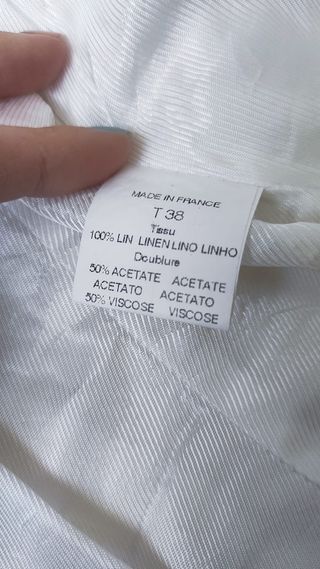 MADE IN FRANCE
T 38
Tissu
100% LIN LINEN LINO LINHO
Doublure
50% ACETATE ACETATE
ACETATO ACETATO
50% VISCOSE VISCOSE